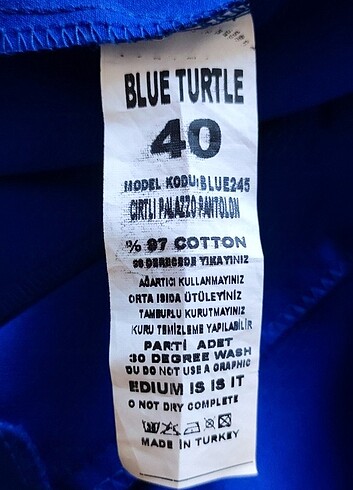 BLUE TURTLE
40
MODEL KODU:BLUE245
CIRTLI PALAZZO PANTOLON
% 97 COTTON
30 DERECEDE YIKAYINIZ
AĞARTICI KULLANMAYINIZ
ORTA ISIDA ÜTÜLEYİNİZ
TAMBURLU KURUTMAYINIZ
KURU TEMİZLEME YAPILABİLİR
PARTİ ADET
30 DEGREE WASH
DU DO NOT USE A GRAPHIC
EDIUM IS IS IT
O NOT DRY COMPLETE
MADE IN TURKEY